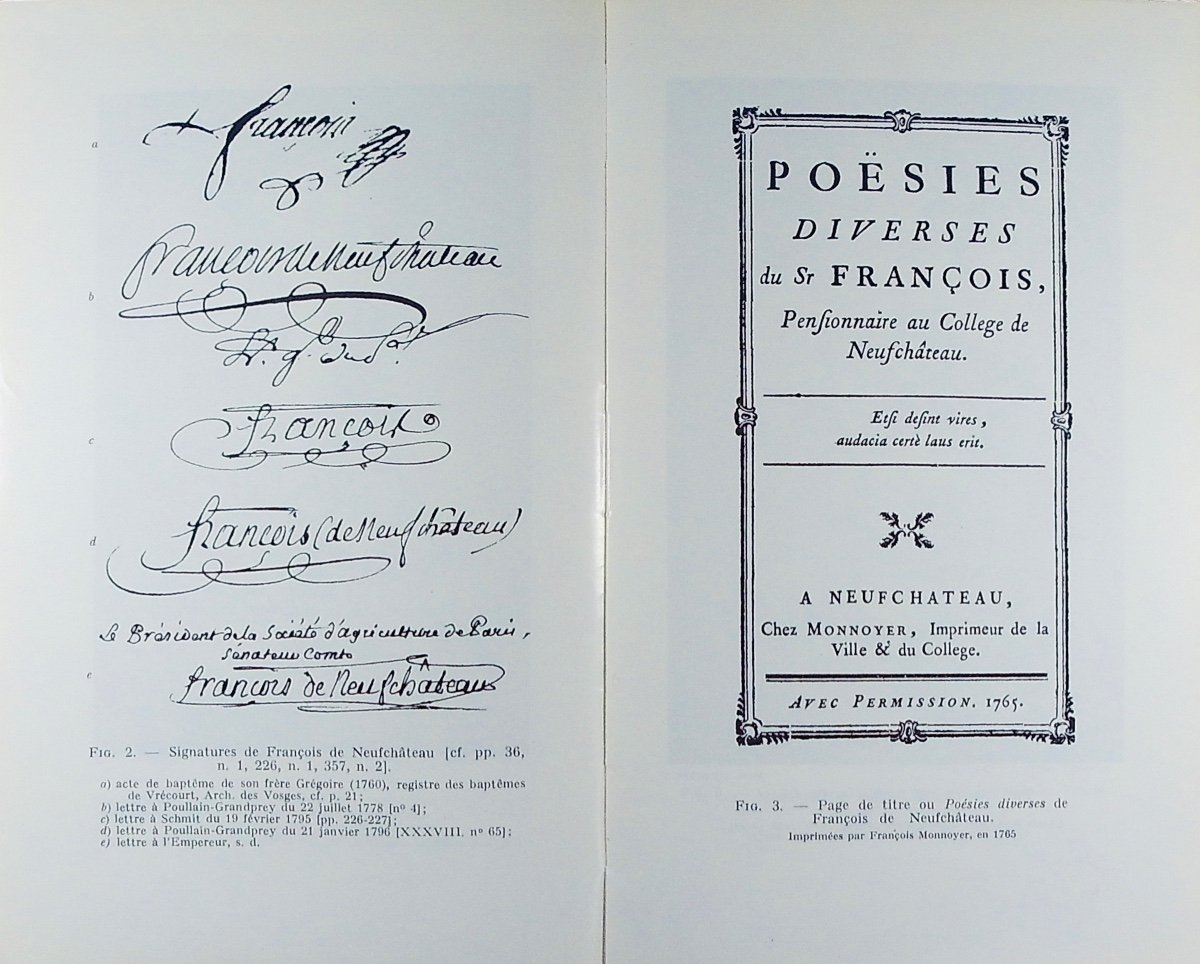 a
françois
b
françois de Neufchâteau
c
François
d
François (de Neufchâteau)
Le Président de la Société d'agriculture de Paris,
Sénateur Comte
e
françois de Neufchâteau
FIG. 2. — Signatures de François de Neufchâteau [cf. pp. 36,
n. 1, 226, n. 1, 357, n. 2].
a) acte de baptême de son frère Grégoire (1760), registre des baptêmes
de Vrécourt, Arch. des Vosges, cf. p. 21;
b) lettre à Poullain-Grandprey du 22 juillet 1778 [nº 4];
c) lettre à Schmit du 19 février 1795 [pp. 226-227];
d) lettre à Poullain-Grandprey du 21 janvier 1796 [XXXVIII. nº 65];
e) lettre à l'Empereur, s. d.
POËSIES
DIVERSES
du Sr FRANÇOIS,
Penſionnaire au College de
Neufchâteau.
Etſi deſint vires,
audacia certè laus erit.
A NEUFCHATEAU,
Chez MONNOYER, Imprimeur de la
Ville & du College.
AVEC PERMISSION. 1765.
FIG. 3. — Page de titre ou Poésies diverses de
François de Neufchâteau.
Imprimées par François Monnoyer, en 1765